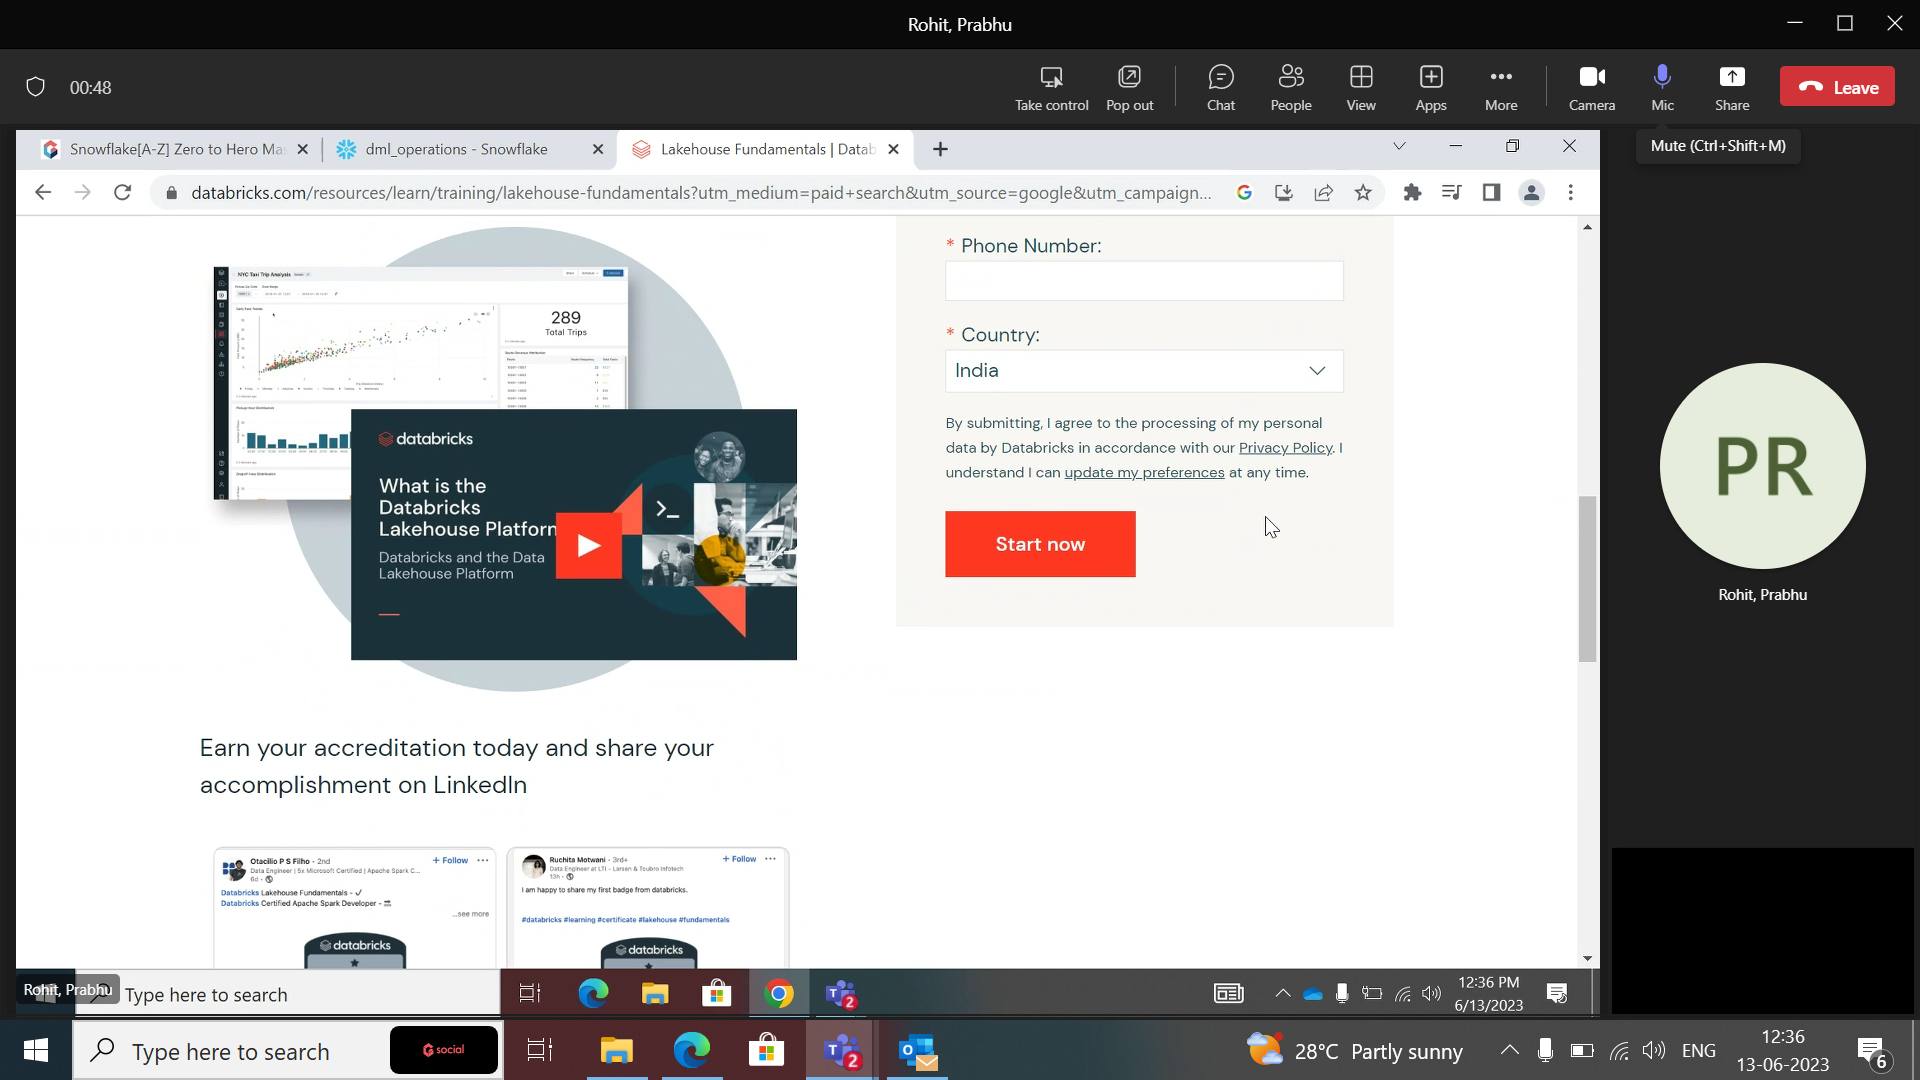 Rohit, Prabhu
00:48
Take control
Pop out
Chat
People
View
Apps
More
Camera
Mic
Share
Leave
Mute (Ctrl+Shift+M)
Snowflake[A-Z] Zero to Hero Mas
dml_operations - Snowflake
Lakehouse Fundamentals | Datab
databricks.com/resources/learn/training/lakehouse-fundamentals?utm_medium=paid+search&utm_source=google&utm_campaign...
NYC Taxi Trip Analysis
289
Total Trips
databricks
What is the
Databricks
Lakehouse Platform
Databricks and the Data
Lakehouse Platform
* Phone Number:
* Country:
India
By submitting, I agree to the processing of my personal
data by Databricks in accordance with our Privacy Policy. I
understand I can update my preferences at any time.
Start now
Earn your accreditation today and share your
accomplishment on LinkedIn
Otacilio P S Filho · 2nd
+ Follow
Data Engineer | 5x Microsoft Certified | Apache Spark C...
6d
Databricks Lakehouse Fundamentals -
Databricks Certified Apache Spark Developer -
...see more
databricks
Ruchita Motwani · 3rd+
+ Follow
Data Engineer at LTI - Larsen & Toubro Infotech
13h
I am happy to share my first badge from databricks.
#databricks #learning #certificate #lakehouse #fundamentals
databricks
PR
Rohit, Prabhu
Rohit, Prabhu
Type here to search
2
12:36 PM
6/13/2023
Type here to search
social
2
28°C Partly sunny
ENG
12:36
13-06-2023
6